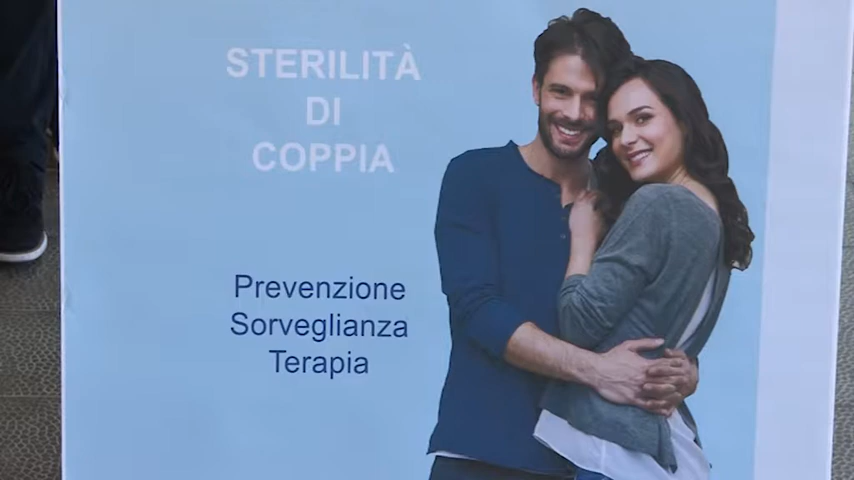 STERILITÀ
DI
COPPIA
Prevenzione
Sorveglianza
Terapia